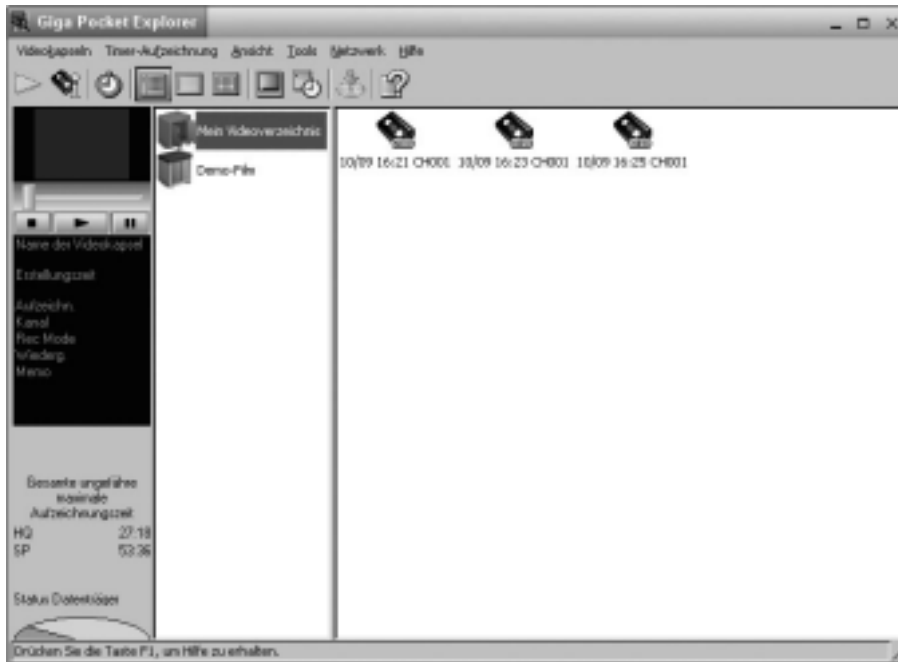 Giga Pocket Explorer
Videokapseln Timer-Aufzeichnung Ansicht Tools Netzwerk Hilfe
Mein Videoverzeichnis
Demo-Film
10/09 16:21 CH001 10/09 16:23 CH001 10/09 16:25 CH001
Name der Videokapsel
Erstellungszeit
Aufzeichn.
Kanal
Rec Mode
Wiederg.
Memo
Gesamte ungefähre
maximale
Aufzeichnungszeit
HQ 27:18
SP 53:36
Status Datenträger
Drücken Sie die Taste F1, um Hilfe zu erhalten.